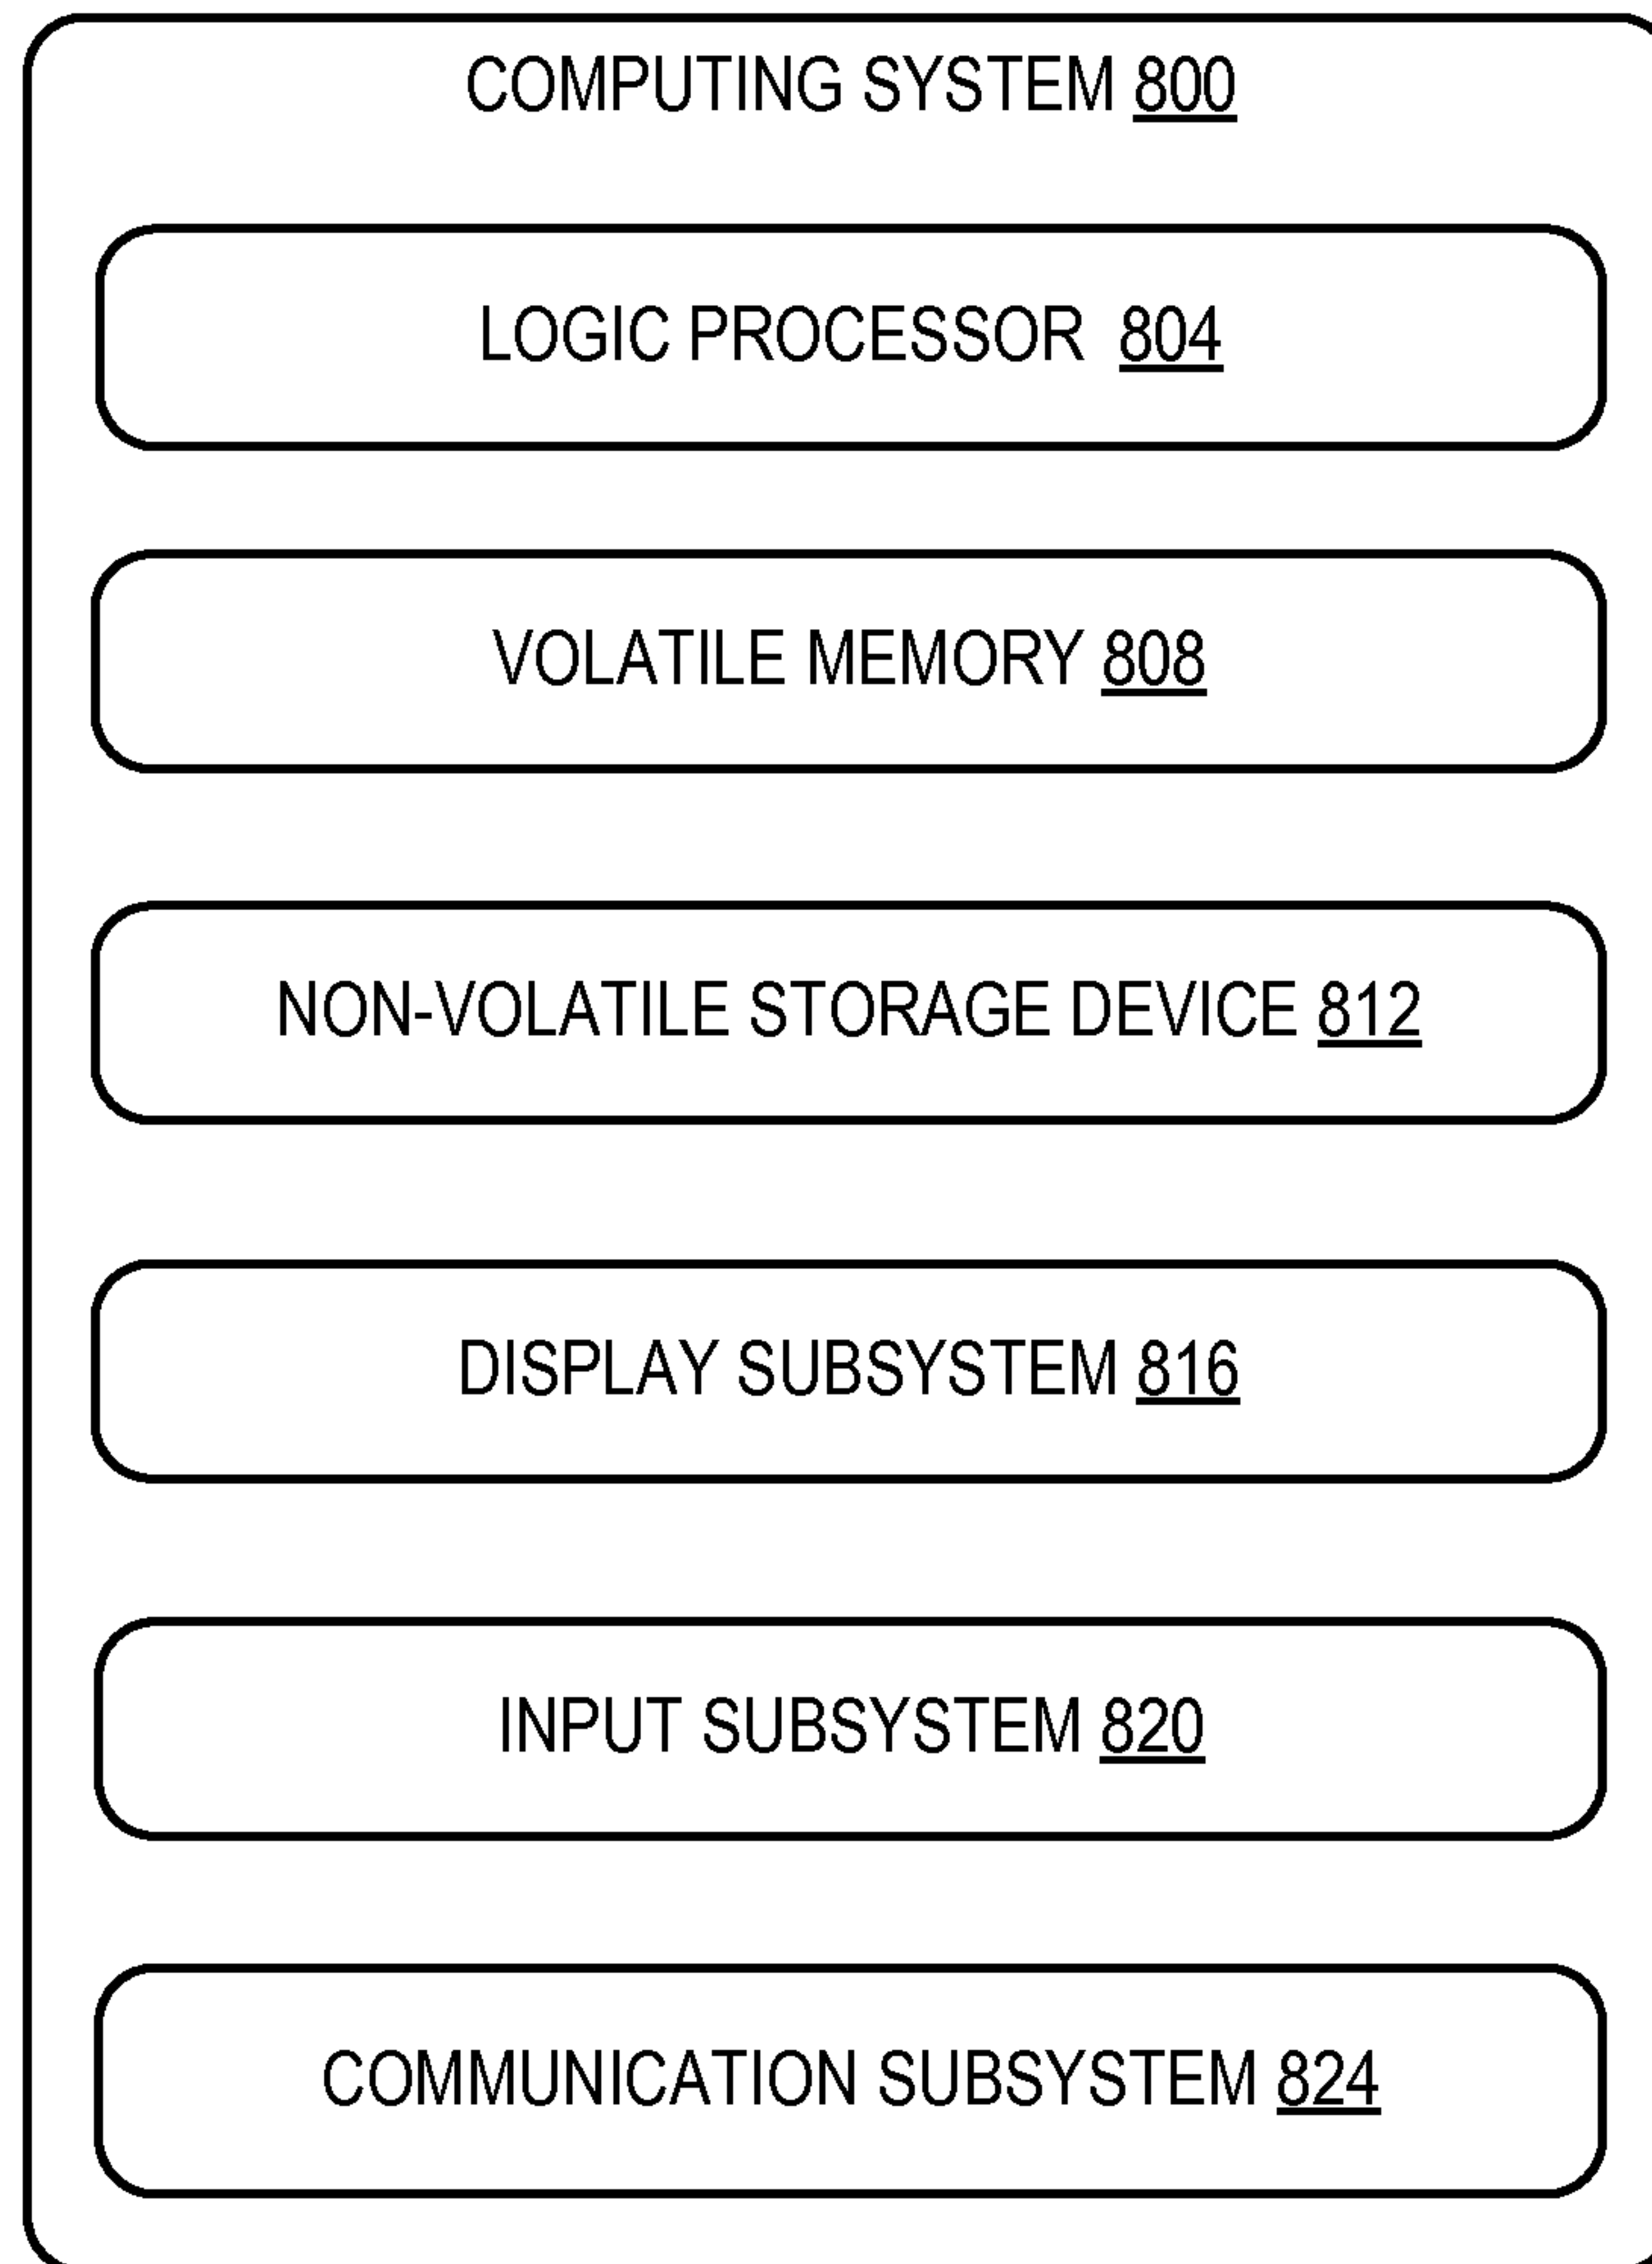 COMPUTING SYSTEM 800
LOGIC PROCESSOR 804
VOLATILE MEMORY 808
NON-VOLATILE STORAGE DEVICE 812
DISPLAY SUBSYSTEM 816
INPUT SUBSYSTEM 820
COMMUNICATION SUBSYSTEM 824